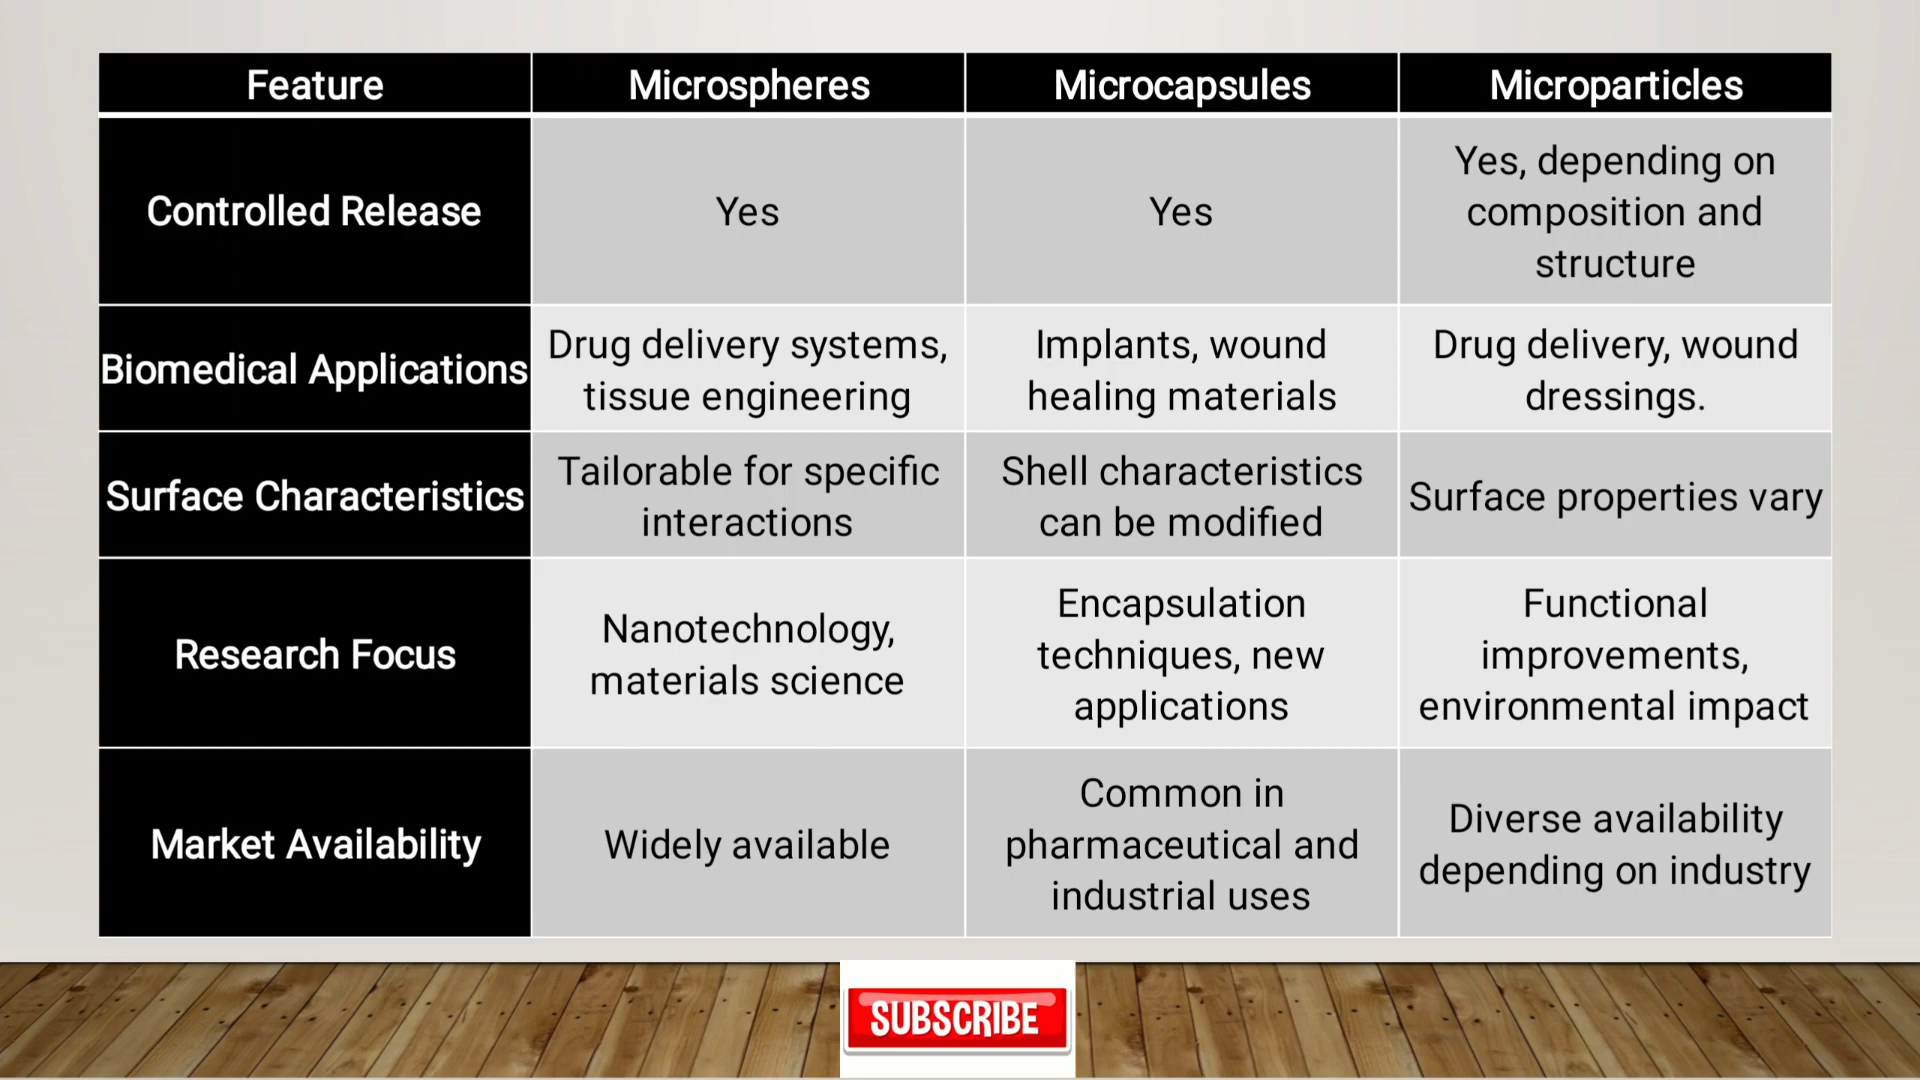 Feature
Microspheres
Microcapsules
Microparticles
Controlled Release
Yes
Yes
Yes, depending on
composition and
structure
Biomedical Applications
Drug delivery systems,
tissue engineering
Implants, wound
healing materials
Drug delivery, wound
dressings.
Surface Characteristics
Tailorable for specific
interactions
Shell characteristics
can be modified
Surface properties vary
Research Focus
Nanotechnology,
materials science
Encapsulation
techniques, new
applications
Functional
improvements,
environmental impact
Market Availability
Widely available
Common in
pharmaceutical and
industrial uses
Diverse availability
depending on industry
SUBSCRIBE